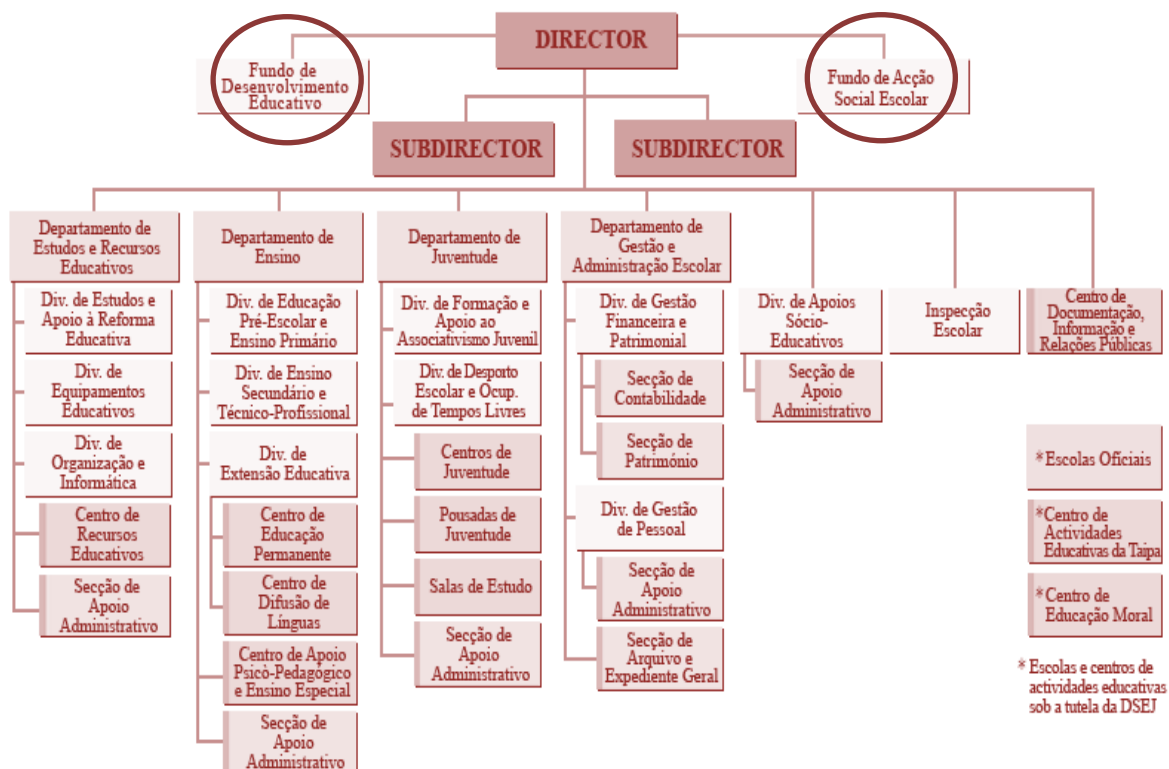 DIRECTOR
Fundo de
Desenvolvimento
Educativo
Fundo de Acção
Social Escolar
SUBDIRECTOR
SUBDIRECTOR
Departamento de
Estudos e Recursos
Educativos
Div. de Estudos e
Apoio à Reforma
Educativa
Div. de
Equipamentos
Educativos
Div. de
Organização e
Informática
Centro de
Recursos
Educativos
Secção de
Apoio
Administrativo
Departamento de
Ensino
Div. de Educação
Pré-Escolar e
Ensino Primário
Div. de Ensino
Secundário e
Técnico-Profissional
Div. de
Extensão Educativa
Centro de
Educação
Permanente
Centro de
Difusão de
Línguas
Centro de Apoio
Psicò-Pedagógico
e Ensino Especial
Secção de
Apoio
Administrativo
Departamento de
Juventude
Div. de Formação e
Apoio ao
Associativismo Juvenil
Div. de Desporto
Escolar e Ocup.
de Tempos Livres
Centros de
Juventude
Pousadas de
Juventude
Salas de Estudo
Secção de
Apoio
Administrativo
Departamento de
Gestão e
Administração Escolar
Div. de Gestão
Financeira e
Patrimonial
Secção de
Contabilidade
Secção de
Património
Div. de Gestão
de Pessoal
Secção de
Apoio
Administrativo
Secção de
Arquivo e
Expediente Geral
Div. de Apoios
Sócio-
Educativos
Secção de
Apoio
Administrativo
Inspecção
Escolar
Centro de
Documentação,
Informação e
Relações Públicas
*Escolas Oficiais
*Centro de
Actividades
Educativas da Taipa
*Centro de
Educação Moral
* Escolas e centros de
actividades educativas
sob a tutela da DSEJ